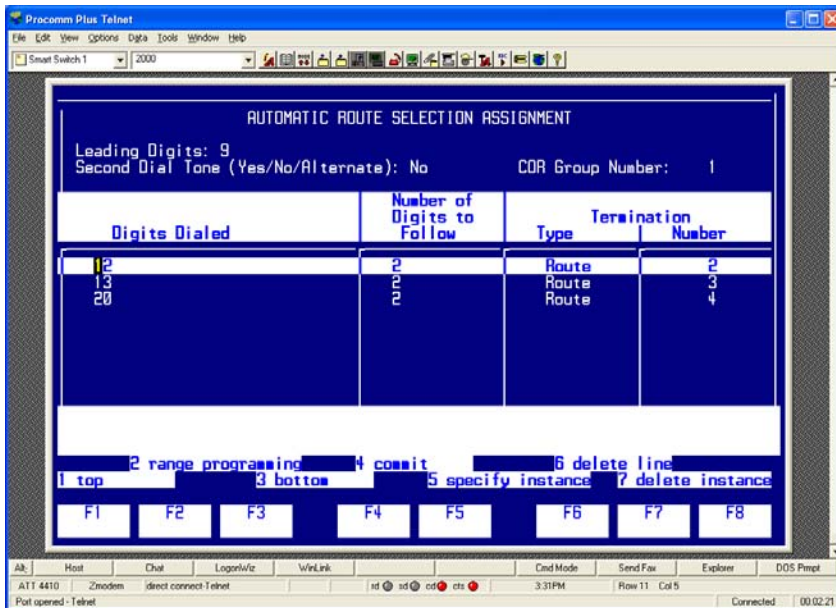 Procomm Plus Telnet
File Edit View Options Data Tools Window Help
Smart Switch 1 2000
AUTOMATIC ROUTE SELECTION ASSIGNMENT
Leading Digits: 9
Second Dial Tone (Yes/No/Alternate): No COR Group Number: 1
Number of
Digits to Termination
Digits Dialed Follow Type Number
12 2 Route 2
13 2 Route 3
20 2 Route 4
2 range programming 4 commit 6 delete line
1 top 3 bottom 5 specify instance 7 delete instance
F1 F2 F3 F4 F5 F6 F7 F8
Alt- Host Chat LogonWiz WinLink Cmd Mode Send Fax Explorer DOS Prmpt
ATT 4410 Zmodem direct connect-Telnet rd sd cd cts 3:31PM Row 11 Col 5
Port opened - Telnet Connected 00:02:21